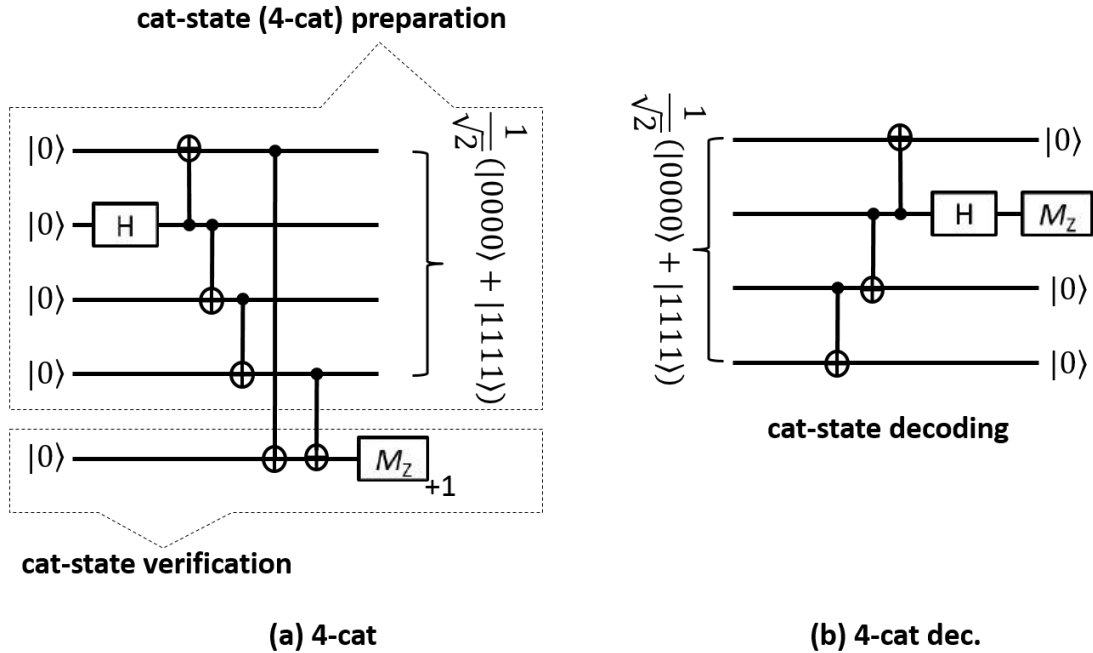 cat-state (4-cat) preparation
|0⟩
|0⟩ H
|0⟩
|0⟩
1/√2 (|0000⟩ + |1111⟩)
|0⟩ M_Z +1
cat-state verification
(a) 4-cat
1/√2 (|0000⟩ + |1111⟩)
|0⟩
H M_Z
|0⟩
|0⟩
cat-state decoding
(b) 4-cat dec.